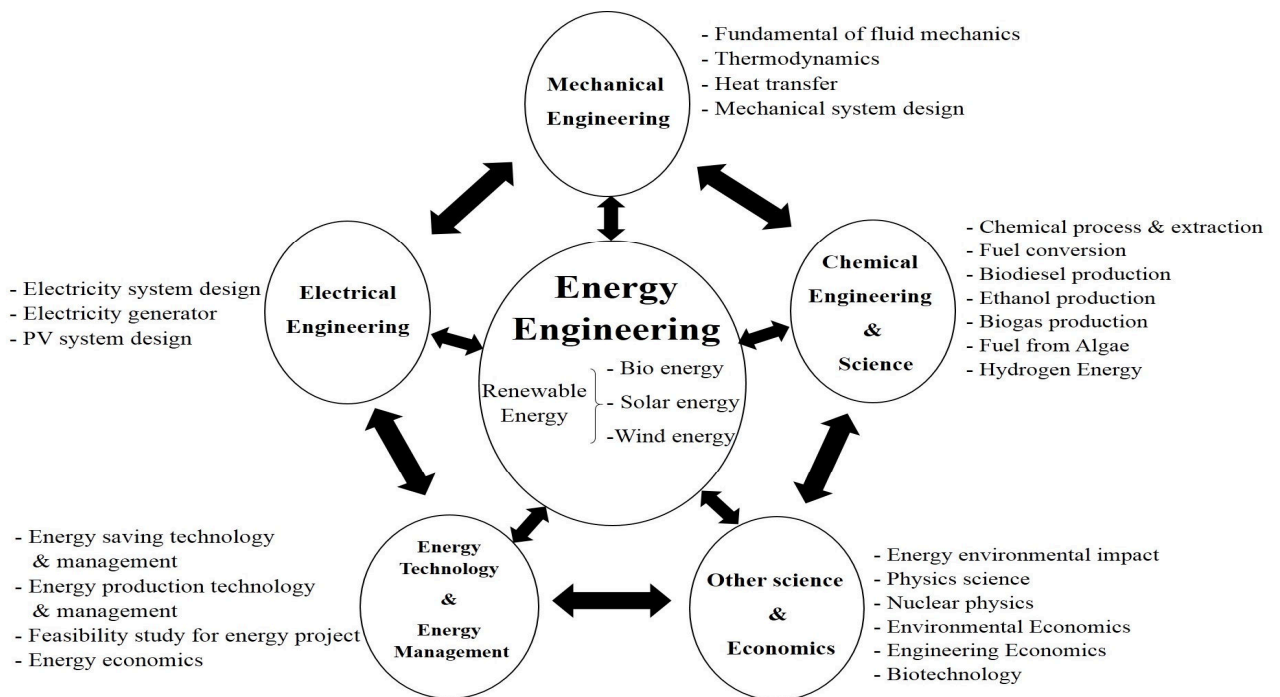 Mechanical
Engineering
- Fundamental of fluid mechanics
- Thermodynamics
- Heat transfer
- Mechanical system design
Electrical
Engineering
- Electricity system design
- Electricity generator
- PV system design
Energy
Engineering
Renewable
Energy
- Bio energy
- Solar energy
-Wind energy
Chemical
Engineering
&
Science
- Chemical process & extraction
- Fuel conversion
- Biodiesel production
- Ethanol production
- Biogas production
- Fuel from Algae
- Hydrogen Energy
Energy
Technology
&
Energy
Management
- Energy saving technology
& management
- Energy production technology
& management
- Feasibility study for energy project
- Energy economics
Other science
&
Economics
- Energy environmental impact
- Physics science
- Nuclear physics
- Environmental Economics
- Engineering Economics
- Biotechnology